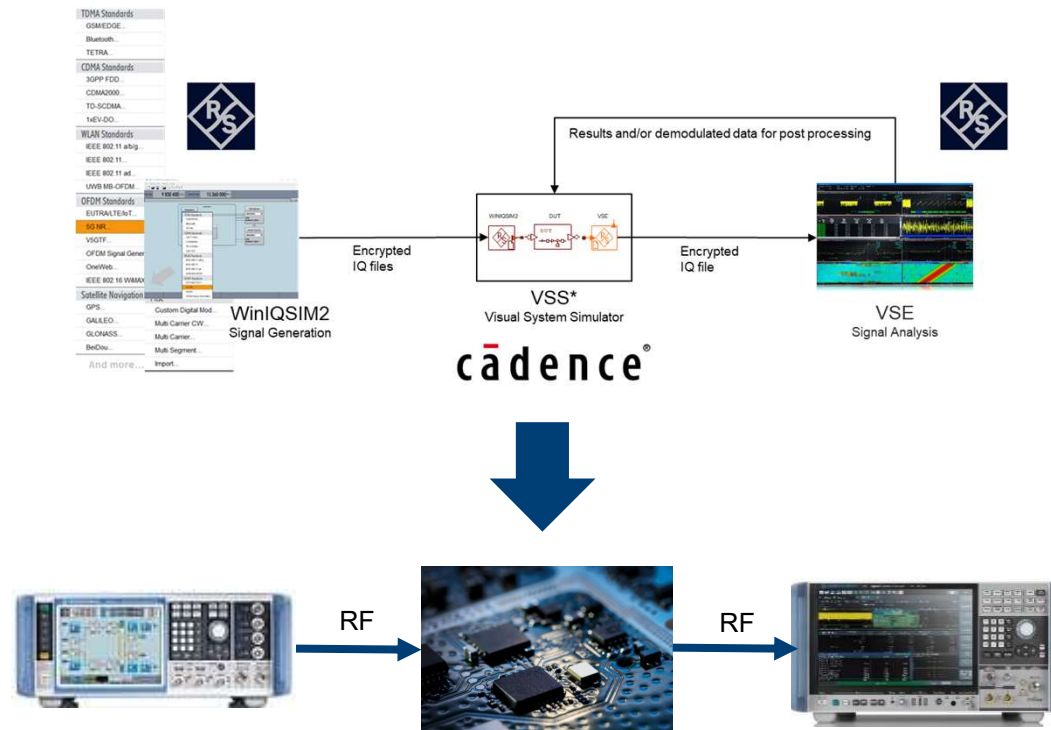 TDMA Standards
GSM/EDGE...
Bluetooth...
TETRA...
CDMA Standards
3GPP FDD...
CDMA2000...
TD-SCDMA...
1xEV-DO...
WLAN Standards
IEEE 802.11 a/b/g...
IEEE 802.11...
IEEE 802.11 ad...
UWB MB-OFDM...
OFDM Standards
EUTRA/LTE/IoT...
5G NR...
V5GTF...
OFDM Signal Gener
OneWeb...
IEEE 802.16 WiMAX
Satellite Navigation
GPS...
GALILEO...
GLONASS...
BeiDou...
And more...
Custom Digital Mod...
Multi Carrier CW...
Multi Carrier...
Multi Segment...
Import...
R&S
WinIQSIM2
Signal Generation
Encrypted
IQ files
Results and/or demodulated data for post processing
WINIQSIM2
DUT
VSE
DUT
VSS*
Visual System Simulator
cādence®
Encrypted
IQ file
R&S
VSE
Signal Analysis
RF
RF